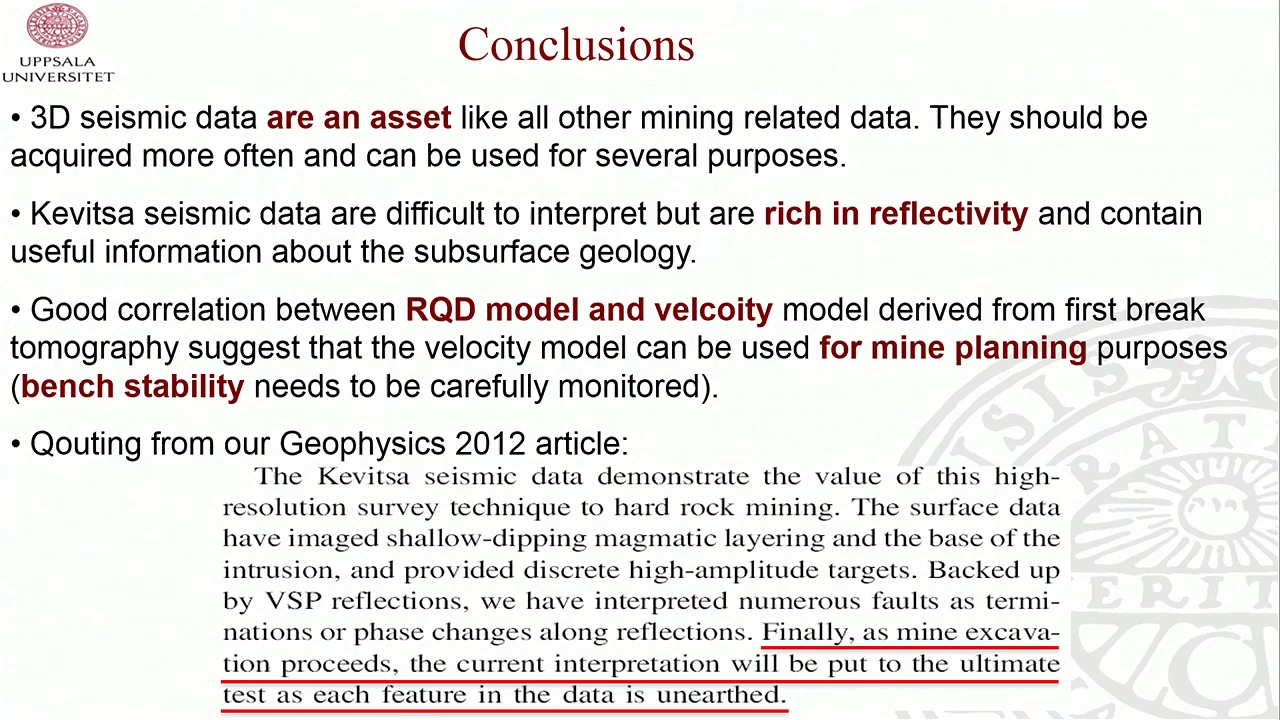 UPPSALA
UNIVERSITET
Conclusions
• 3D seismic data are an asset like all other mining related data. They should be
acquired more often and can be used for several purposes.
• Kevitsa seismic data are difficult to interpret but are rich in reflectivity and contain
useful information about the subsurface geology.
• Good correlation between RQD model and velcoity model derived from first break
tomography suggest that the velocity model can be used for mine planning purposes
(bench stability needs to be carefully monitored).
• Qouting from our Geophysics 2012 article:
The Kevitsa seismic data demonstrate the value of this high-
resolution survey technique to hard rock mining. The surface data
have imaged shallow-dipping magmatic layering and the base of the
intrusion, and provided discrete high-amplitude targets. Backed up
by VSP reflections, we have interpreted numerous faults as termi-
nations or phase changes along reflections. Finally, as mine excava-
tion proceeds, the current interpretation will be put to the ultimate
test as each feature in the data is unearthed.